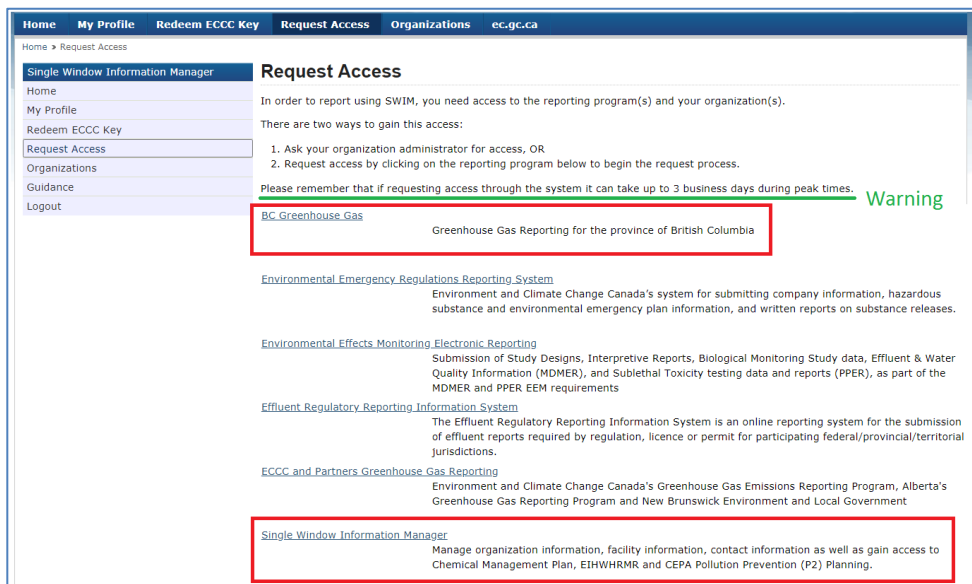 Home My Profile Redeem ECCC Key Request Access Organizations ec.gc.ca
Home » Request Access
Single Window Information Manager
Home
My Profile
Redeem ECCC Key
Request Access
Organizations
Guidance
Logout
Request Access
In order to report using SWIM, you need access to the reporting program(s) and your organization(s).
There are two ways to gain this access:
1. Ask your organization administrator for access, OR
2. Request access by clicking on the reporting program below to begin the request process.
Please remember that if requesting access through the system it can take up to 3 business days during peak times.
Warning
BC Greenhouse Gas
Greenhouse Gas Reporting for the province of British Columbia
Environmental Emergency Regulations Reporting System
Environment and Climate Change Canada's system for submitting company information, hazardous
substance and environmental emergency plan information, and written reports on substance releases.
Environmental Effects Monitoring Electronic Reporting
Submission of Study Designs, Interpretive Reports, Biological Monitoring Study data, Effluent & Water
Quality Information (MDMER), and Sublethal Toxicity testing data and reports (PPER), as part of the
MDMER and PPER EEM requirements
Effluent Regulatory Reporting Information System
The Effluent Regulatory Reporting Information System is an online reporting system for the submission
of effluent reports required by regulation, licence or permit for participating federal/provincial/territorial
jurisdictions.
ECCC and Partners Greenhouse Gas Reporting
Environment and Climate Change Canada's Greenhouse Gas Emissions Reporting Program, Alberta's
Greenhouse Gas Reporting Program and New Brunswick Environment and Local Government
Single Window Information Manager
Manage organization information, facility information, contact information as well as gain access to
Chemical Management Plan, EIHWHRMR and CEPA Pollution Prevention (P2) Planning.